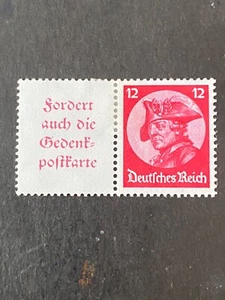 Fordert
auch die
Gedenk=
postkarte
12 12
Deutsches Reich